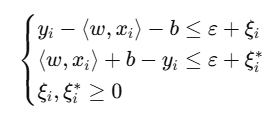 y_i − ⟨w, x_i⟩ − b ≤ ε + ξ_i
⟨w, x_i⟩ + b − y_i ≤ ε + ξ_i^*
ξ_i, ξ_i^* ≥ 0